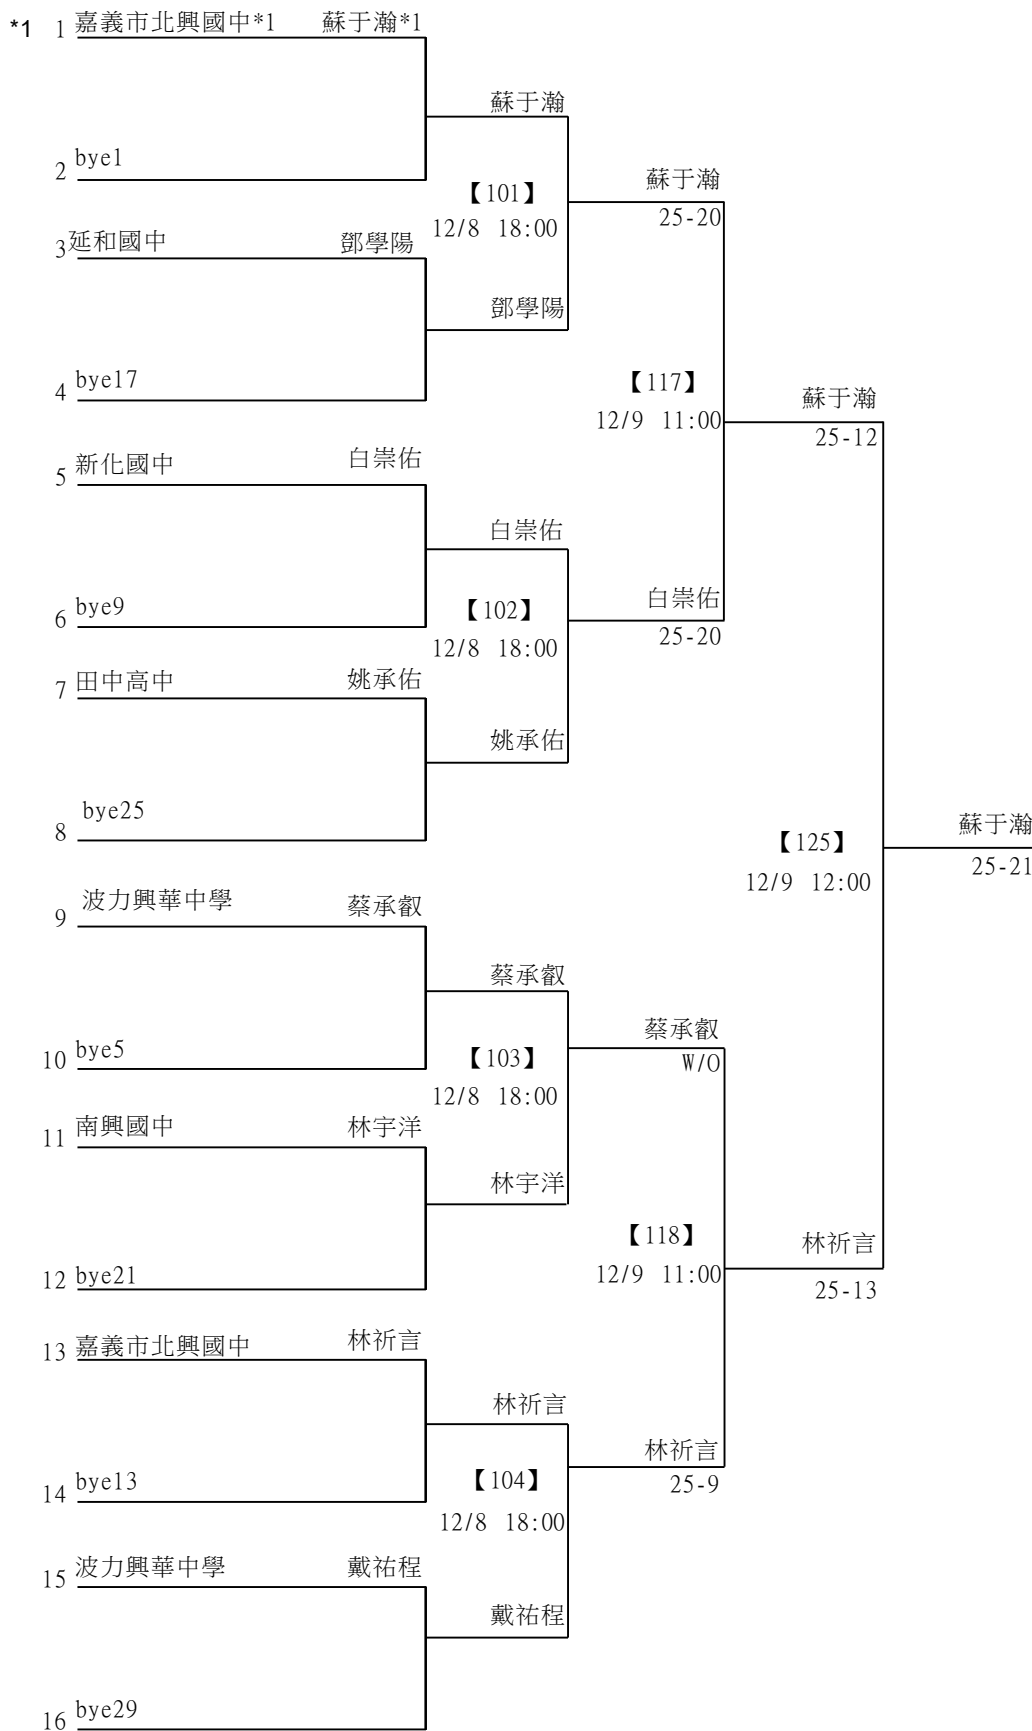 *1 1 嘉義市北興國中*1 蘇于瀚*1
蘇于瀚
2 bye1
【101】
12/8 18:00
蘇于瀚
25-20
3 延和國中 鄧學陽
鄧學陽
4 bye17
【117】
12/9 11:00
蘇于瀚
25-12
5 新化國中 白崇佑
白崇佑
6 bye9
【102】
12/8 18:00
白崇佑
25-20
7 田中高中 姚承佑
姚承佑
8 bye25
【125】
12/9 12:00
蘇于瀚
25-21
9 波力興華中學 蔡承叡
蔡承叡
10 bye5
【103】
12/8 18:00
蔡承叡
W/O
11 南興國中 林宇洋
林宇洋
12 bye21
【118】
12/9 11:00
林祈言
25-13
13 嘉義市北興國中 林祈言
林祈言
14 bye13
【104】
12/8 18:00
林祈言
25-9
15 波力興華中學 戴祐程
戴祐程
16 bye29